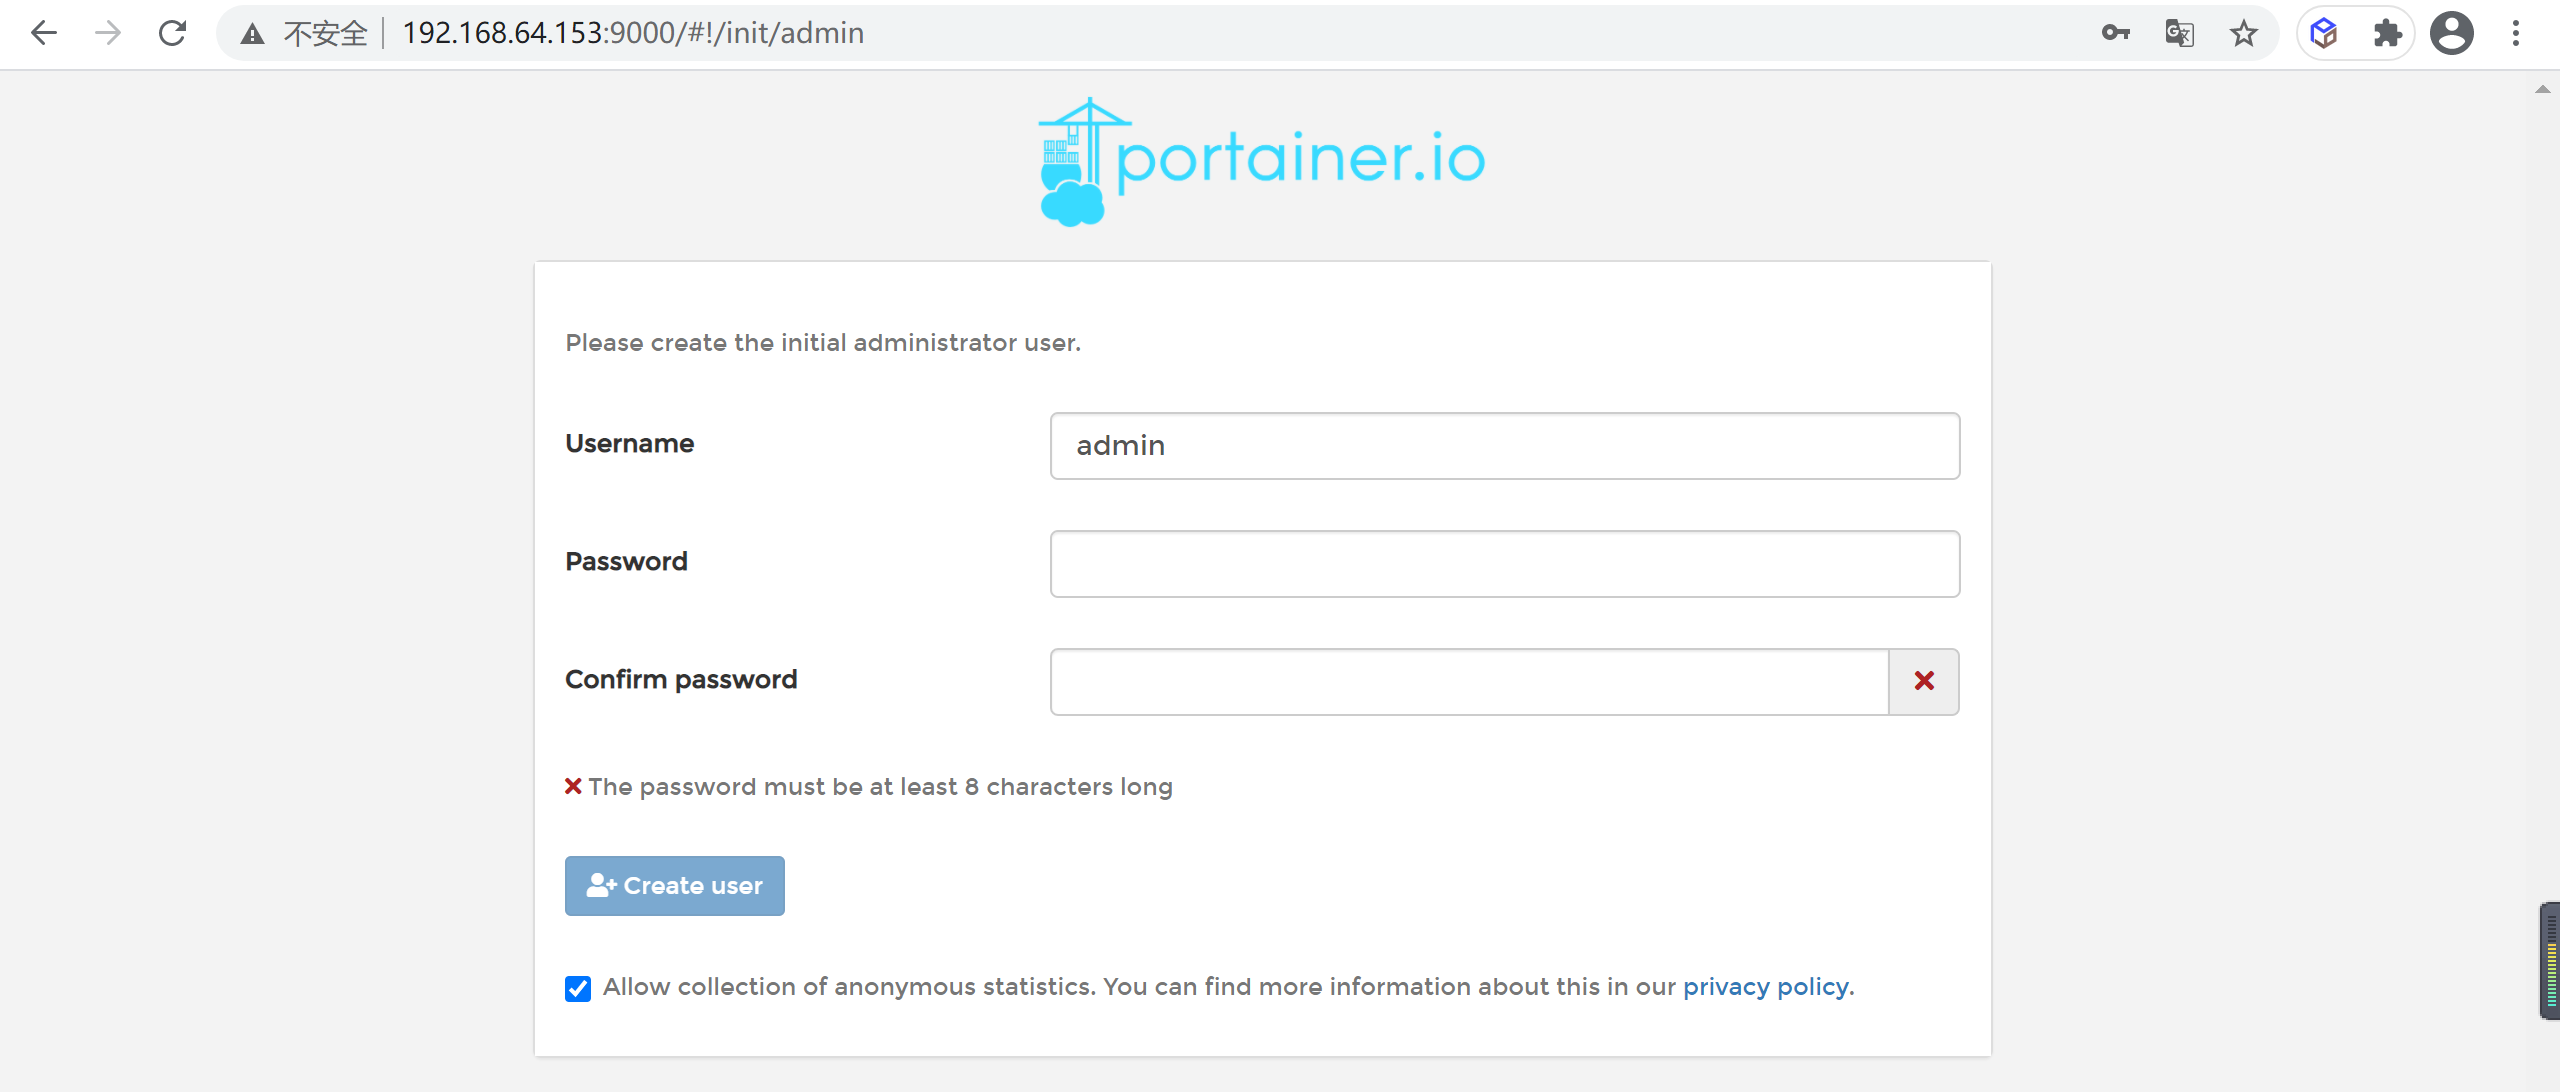 不安全 192.168.64.153:9000/#!/init/admin
portainer.io
Please create the initial administrator user.
Username
admin
Password
Confirm password
The password must be at least 8 characters long
Create user
Allow collection of anonymous statistics. You can find more information about this in our privacy policy.